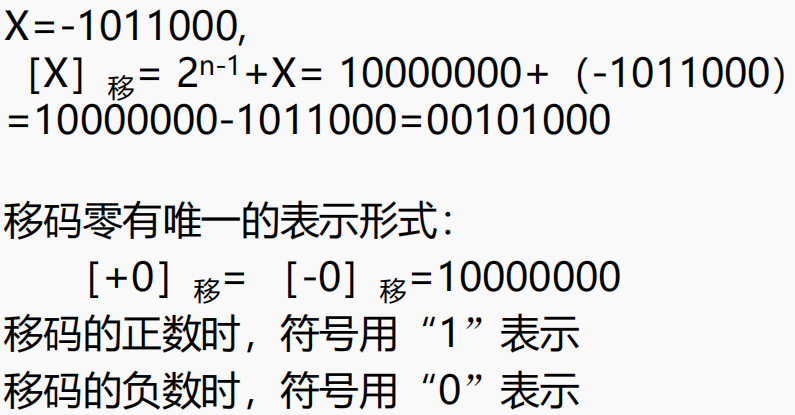 X=-1011000,
［X］移= 2ⁿ⁻¹+X= 10000000+（-1011000）
=10000000-1011000=00101000
移码零有唯一的表示形式：
［+0］移= ［-0］移=10000000
移码的正数时，符号用“1”表示
移码的负数时，符号用“0”表示